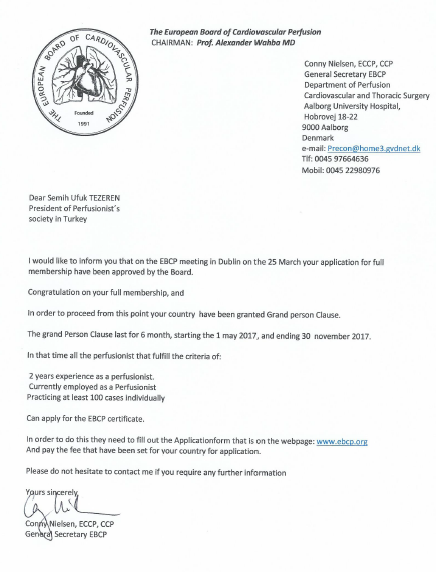 The European Board of Cardiovascular Perfusion
CHAIRMAN: Prof. Alexander Wahba MD
THE EUROPEAN BOARD OF CARDIOVASCULAR PERFUSION
Founded
1991
Conny Nielsen, ECCP, CCP
General Secretary EBCP
Department of Perfusion
Cardiovascular and Thoracic Surgery
Aalborg University Hospital,
Hobrovej 18-22
9000 Aalborg
Denmark
e-mail: Precon@home3.gvdnet.dk
Tlf: 0045 97664636
Mobil: 0045 22980976
Dear Semih Ufuk TEZEREN
President of Perfusionist's
society in Turkey
I would like to inform you that on the EBCP meeting in Dublin on the 25 March your application for full
membership have been approved by the Board.
Congratulation on your full membership, and
In order to proceed from this point your country have been granted Grand person Clause.
The grand Person Clause last for 6 month, starting the 1 may 2017,, and ending 30 november 2017.
In that time all the perfusionist that fulfill the criteria of:
2 years experience as a perfusionist.
Currently employed as a Perfusionist
Practicing at least 100 cases individually
Can apply for the EBCP certificate.
In order to do this they need to fill out the Applicationform that is on the webpage: www.ebcp.org
And pay the fee that have been set for your country for application.
Please do not hesitate to contact me if you require any further information
Yours sincerely,
Conny Nielsen, ECCP, CCP
General Secretary EBCP